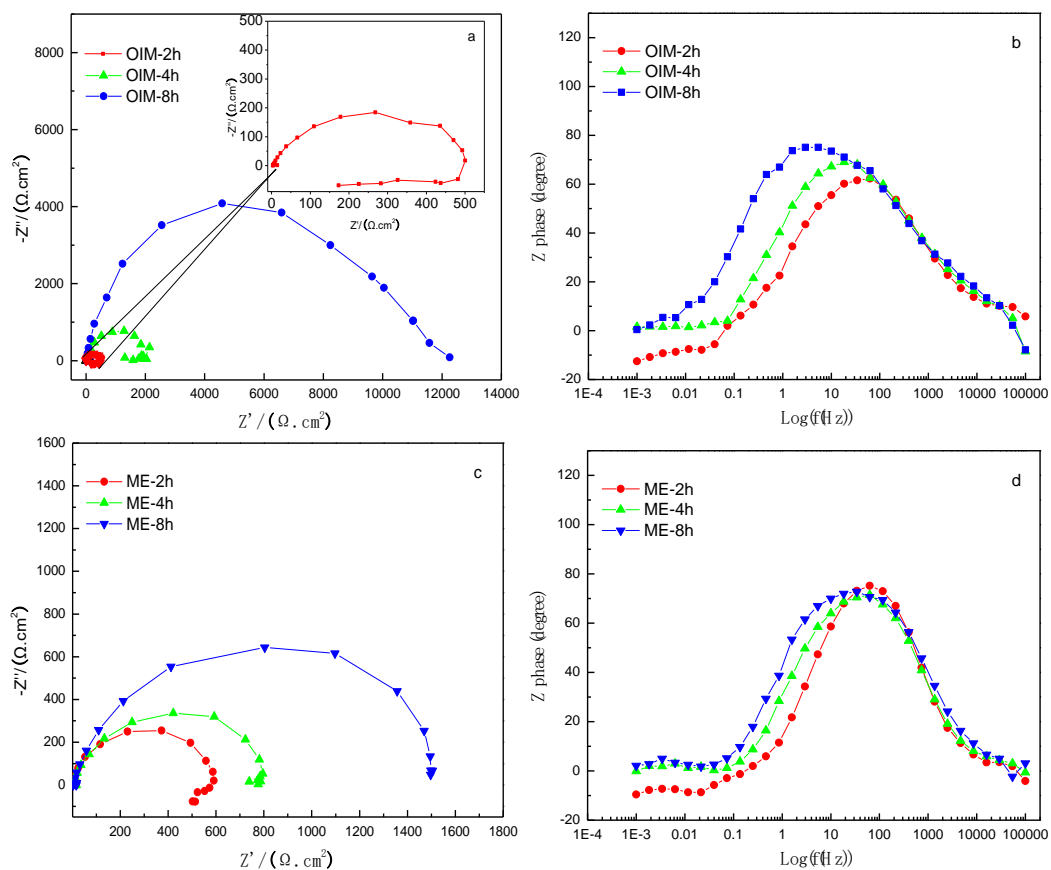 a
500
400
300
200
100
0
0 100 200 300 400 500
-Z''/(Ω.cm²)
Z'/(Ω.cm²)
OIM-2h
OIM-4h
OIM-8h
8000
6000
4000
2000
0
0 2000 4000 6000 8000 10000 12000 14000
-Z''/(Ω.cm²)
Z'/(Ω.cm²)
b
OIM-2h
OIM-4h
OIM-8h
120
100
80
60
40
20
0
-20
1E-4 1E-3 0.01 0.1 1 10 100 1000 10000 100000
Z phase (degree)
Log(f(Hz))
c
ME-2h
ME-4h
ME-8h
1600
1400
1200
1000
800
600
400
200
0
200 400 600 800 1000 1200 1400 1600 1800
-Z''/(Ω.cm²)
Z'/(Ω.cm²)
d
ME-2h
ME-4h
ME-8h
120
100
80
60
40
20
0
-20
1E-4 1E-3 0.01 0.1 1 10 100 1000 10000 100000
Z phase (degree)
Log(f(Hz))